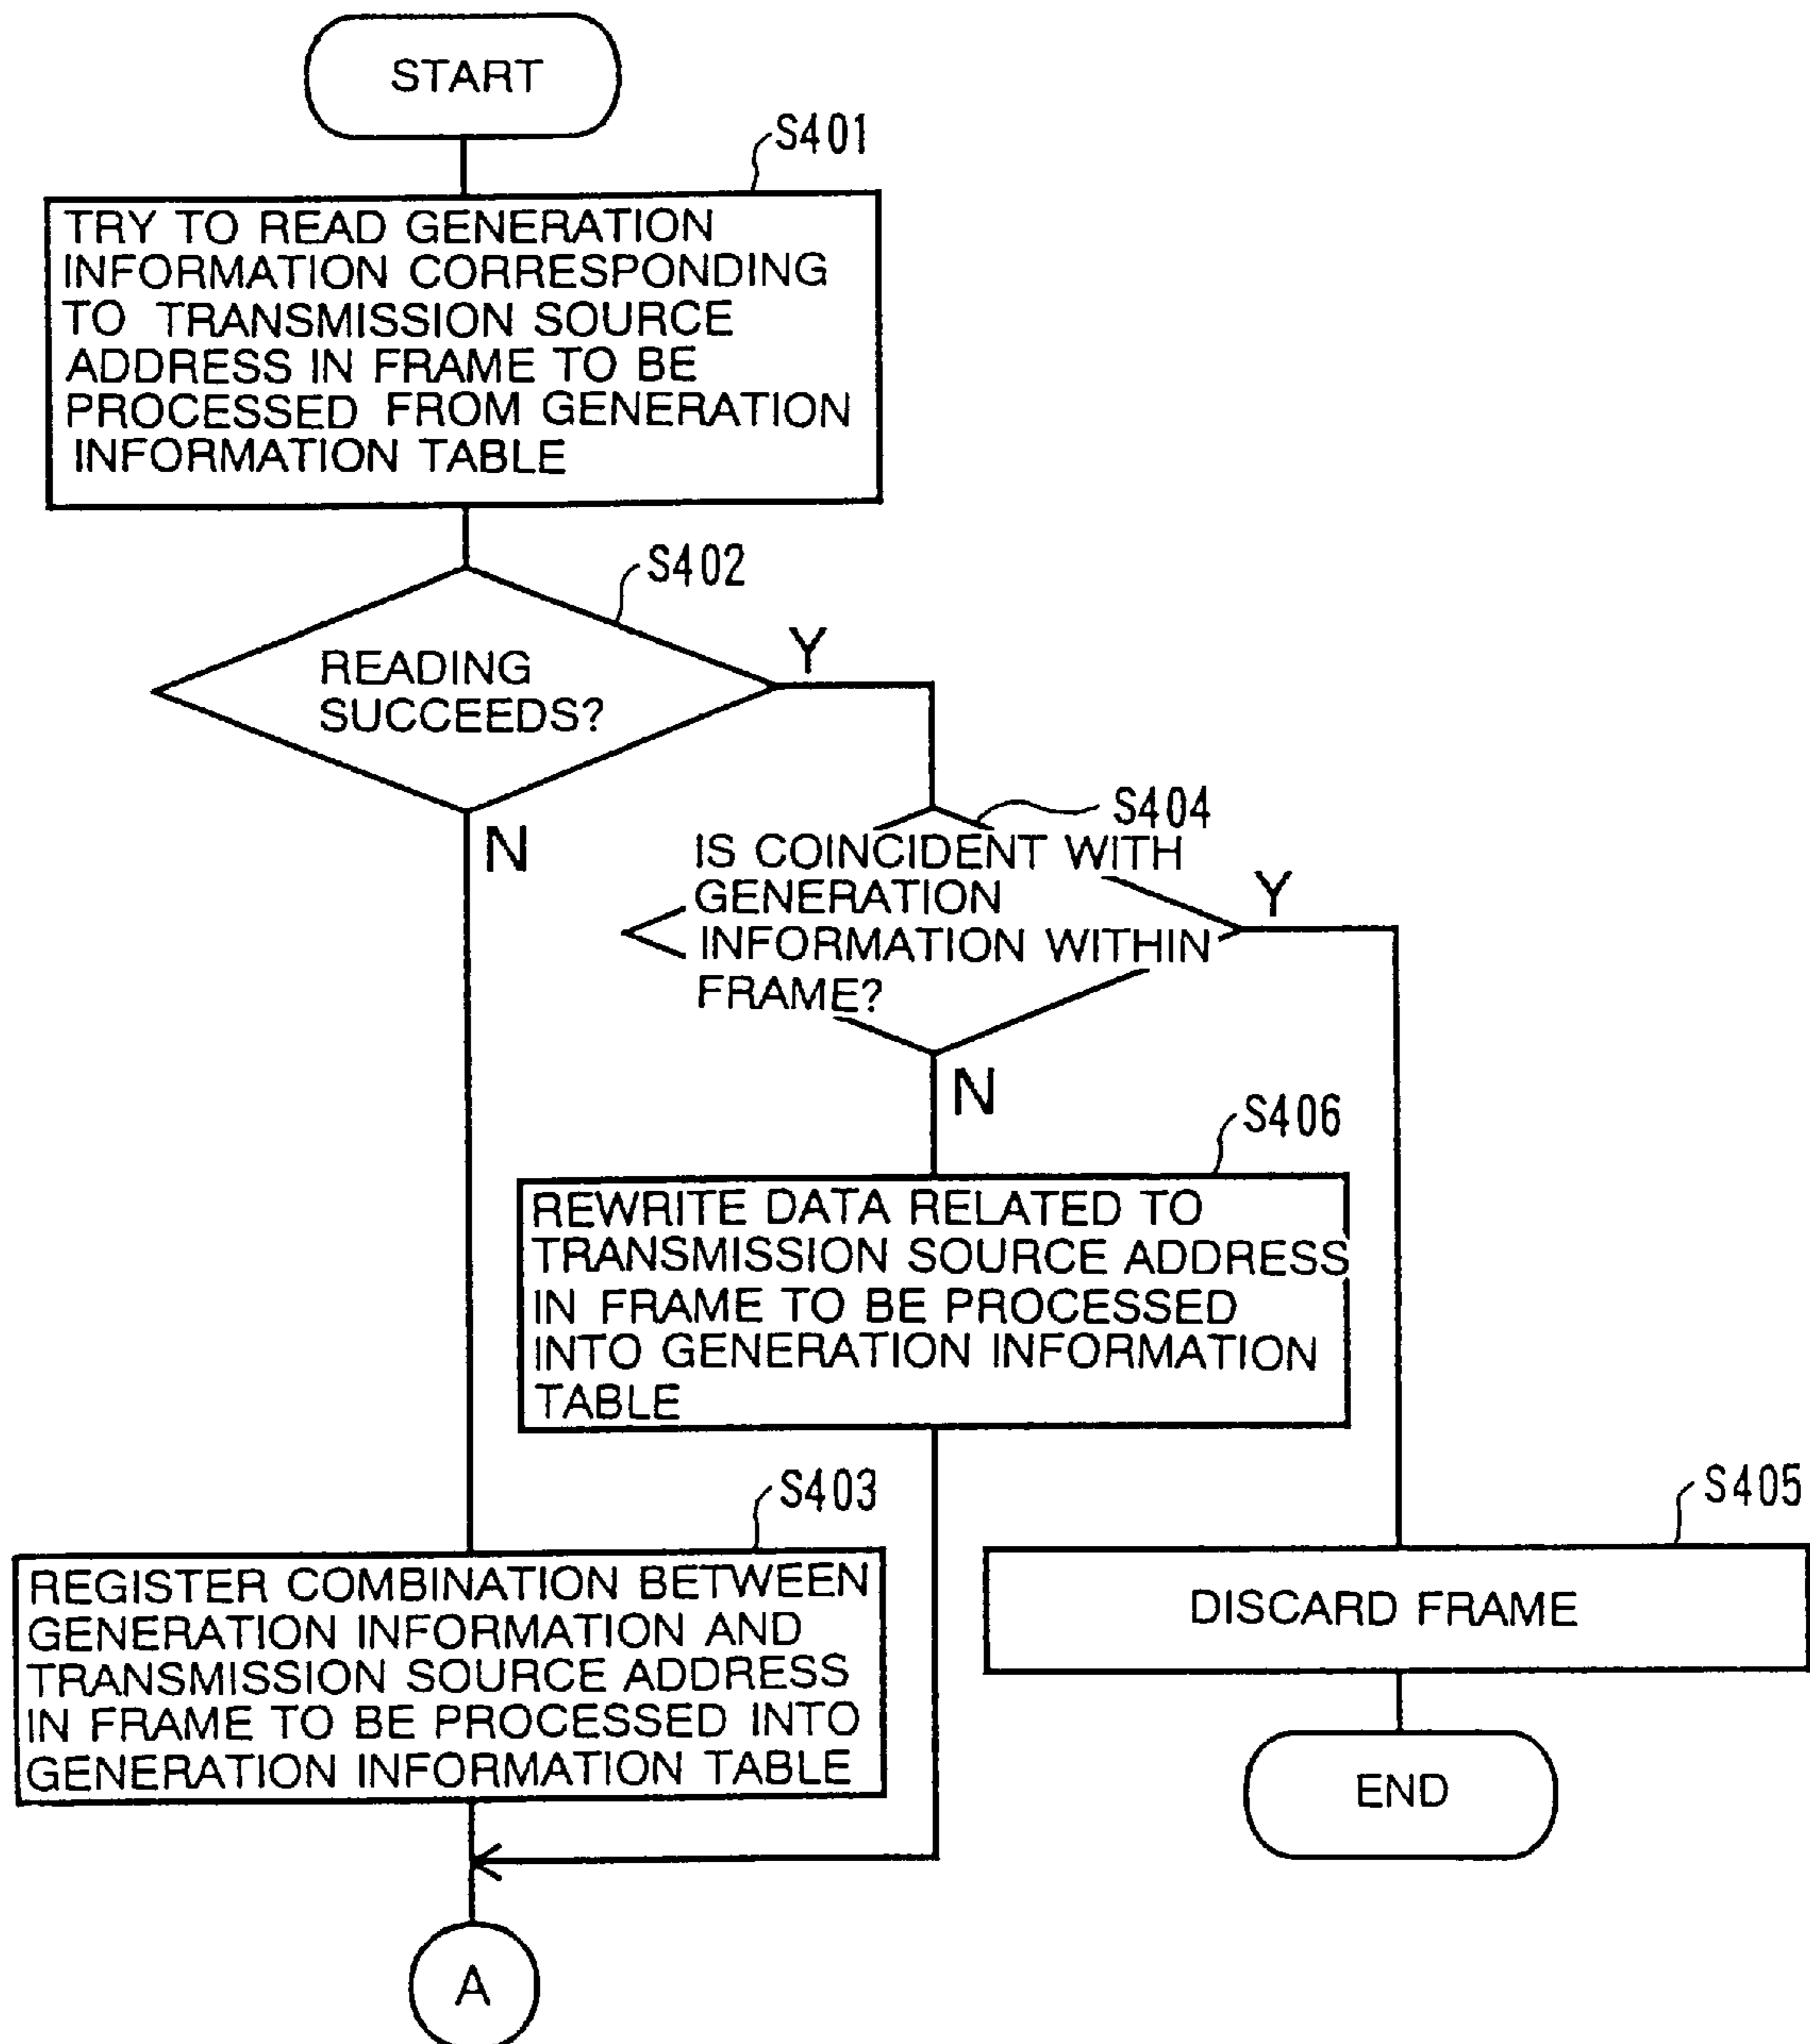 START
S401
TRY TO READ GENERATION
INFORMATION CORRESPONDING
TO TRANSMISSION SOURCE
ADDRESS IN FRAME TO BE
PROCESSED FROM GENERATION
INFORMATION TABLE
S402
READING
SUCCEEDS?
Y
N
S404
IS COINCIDENT WITH
GENERATION
INFORMATION WITHIN
FRAME?
Y
N
S406
REWRITE DATA RELATED TO
TRANSMISSION SOURCE ADDRESS
IN FRAME TO BE PROCESSED
INTO GENERATION INFORMATION
TABLE
S403
REGISTER COMBINATION BETWEEN
GENERATION INFORMATION AND
TRANSMISSION SOURCE ADDRESS
IN FRAME TO BE PROCESSED INTO
GENERATION INFORMATION TABLE
S405
DISCARD FRAME
END
A